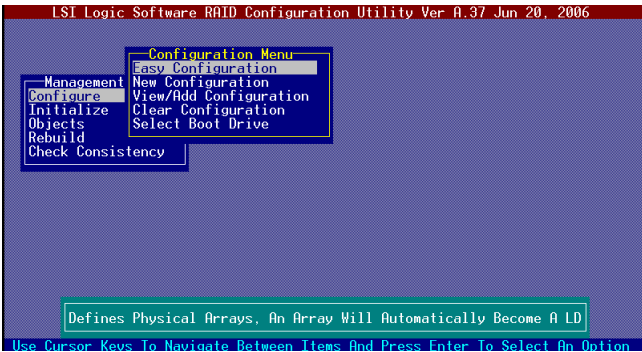 LSI Logic Software RAID Configuration Utility Ver A.37 Jun 20, 2006
Configuration Menu
Easy Configuration
New Configuration
View/Add Configuration
Clear Configuration
Select Boot Drive
Management
Configure
Initialize
Objects
Rebuild
Check Consistency
Defines Physical Arrays, An Array Will Automatically Become A LD
Use Cursor Keys To Navigate Between Items And Press Enter To Select An Option